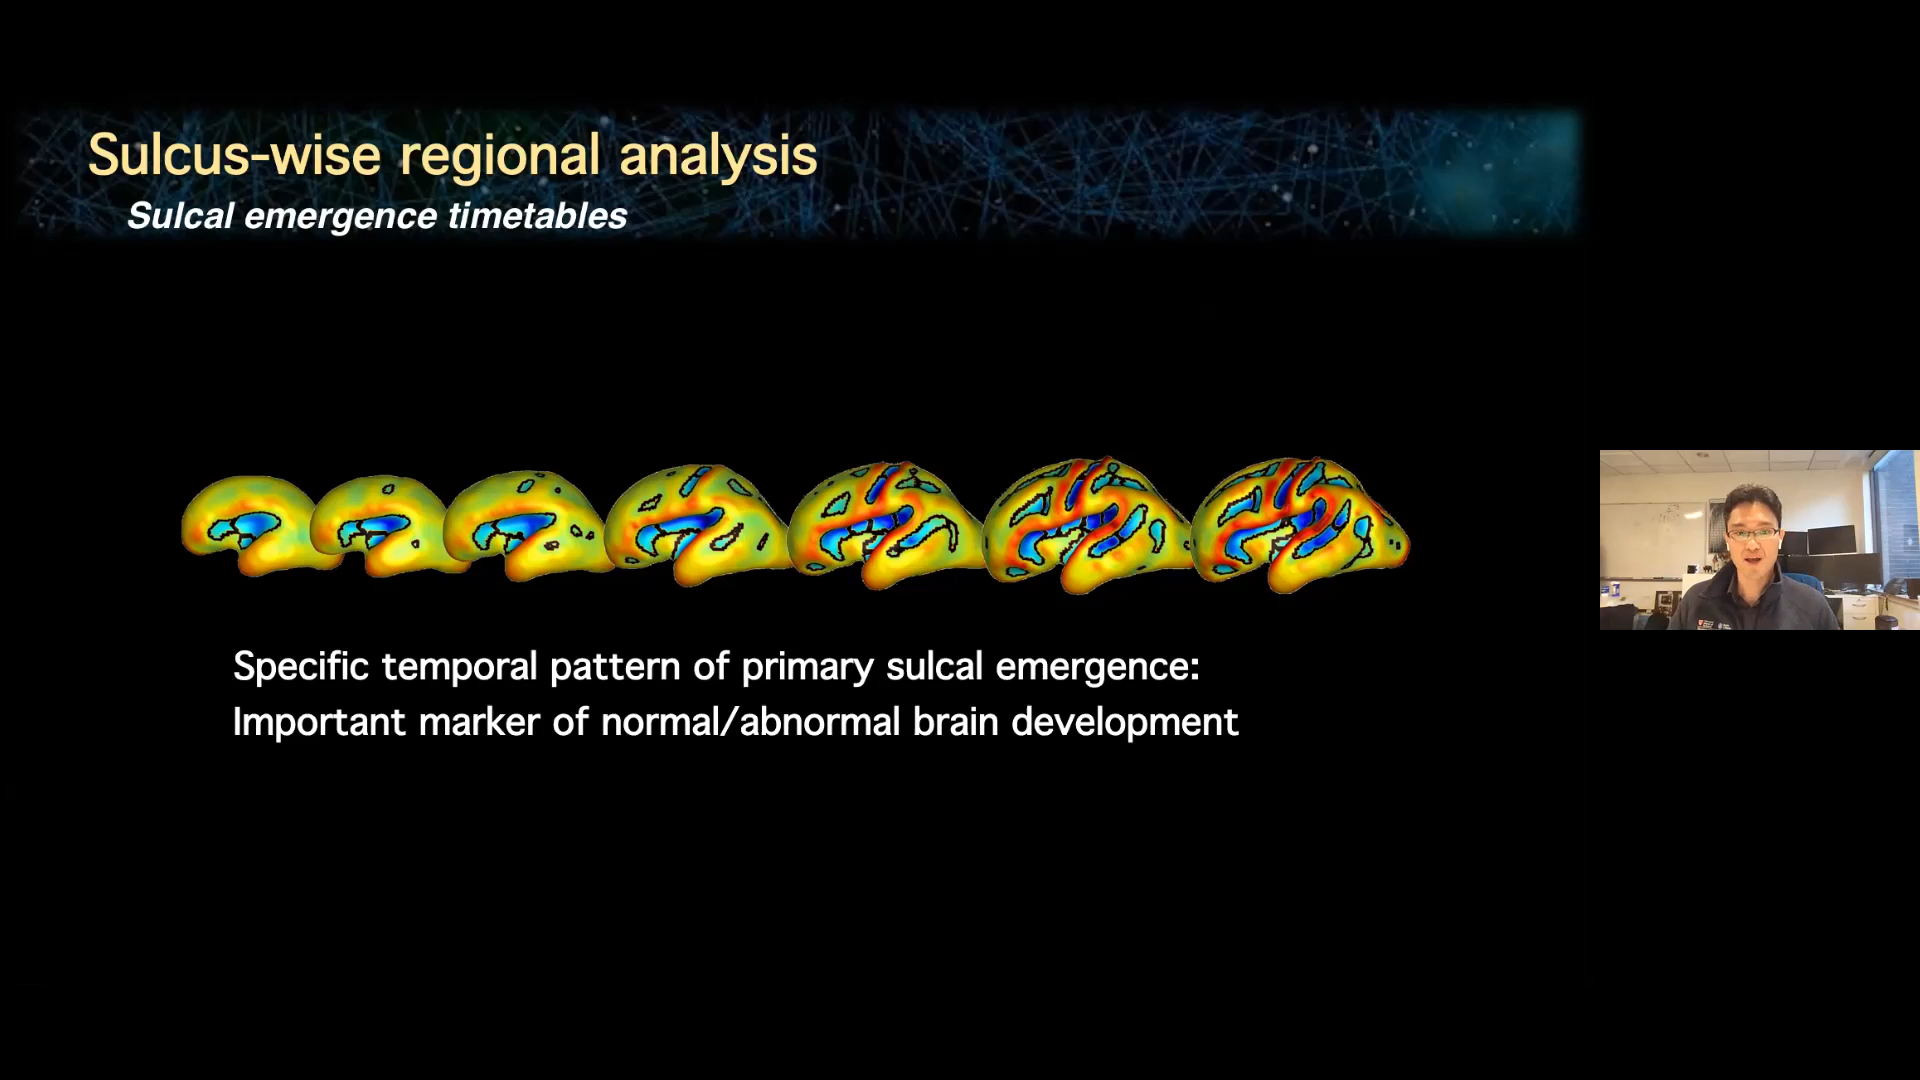 Sulcus-wise regional analysis
Sulcal emergence timetables
Specific temporal pattern of primary sulcal emergence:
Important marker of normal/abnormal brain development